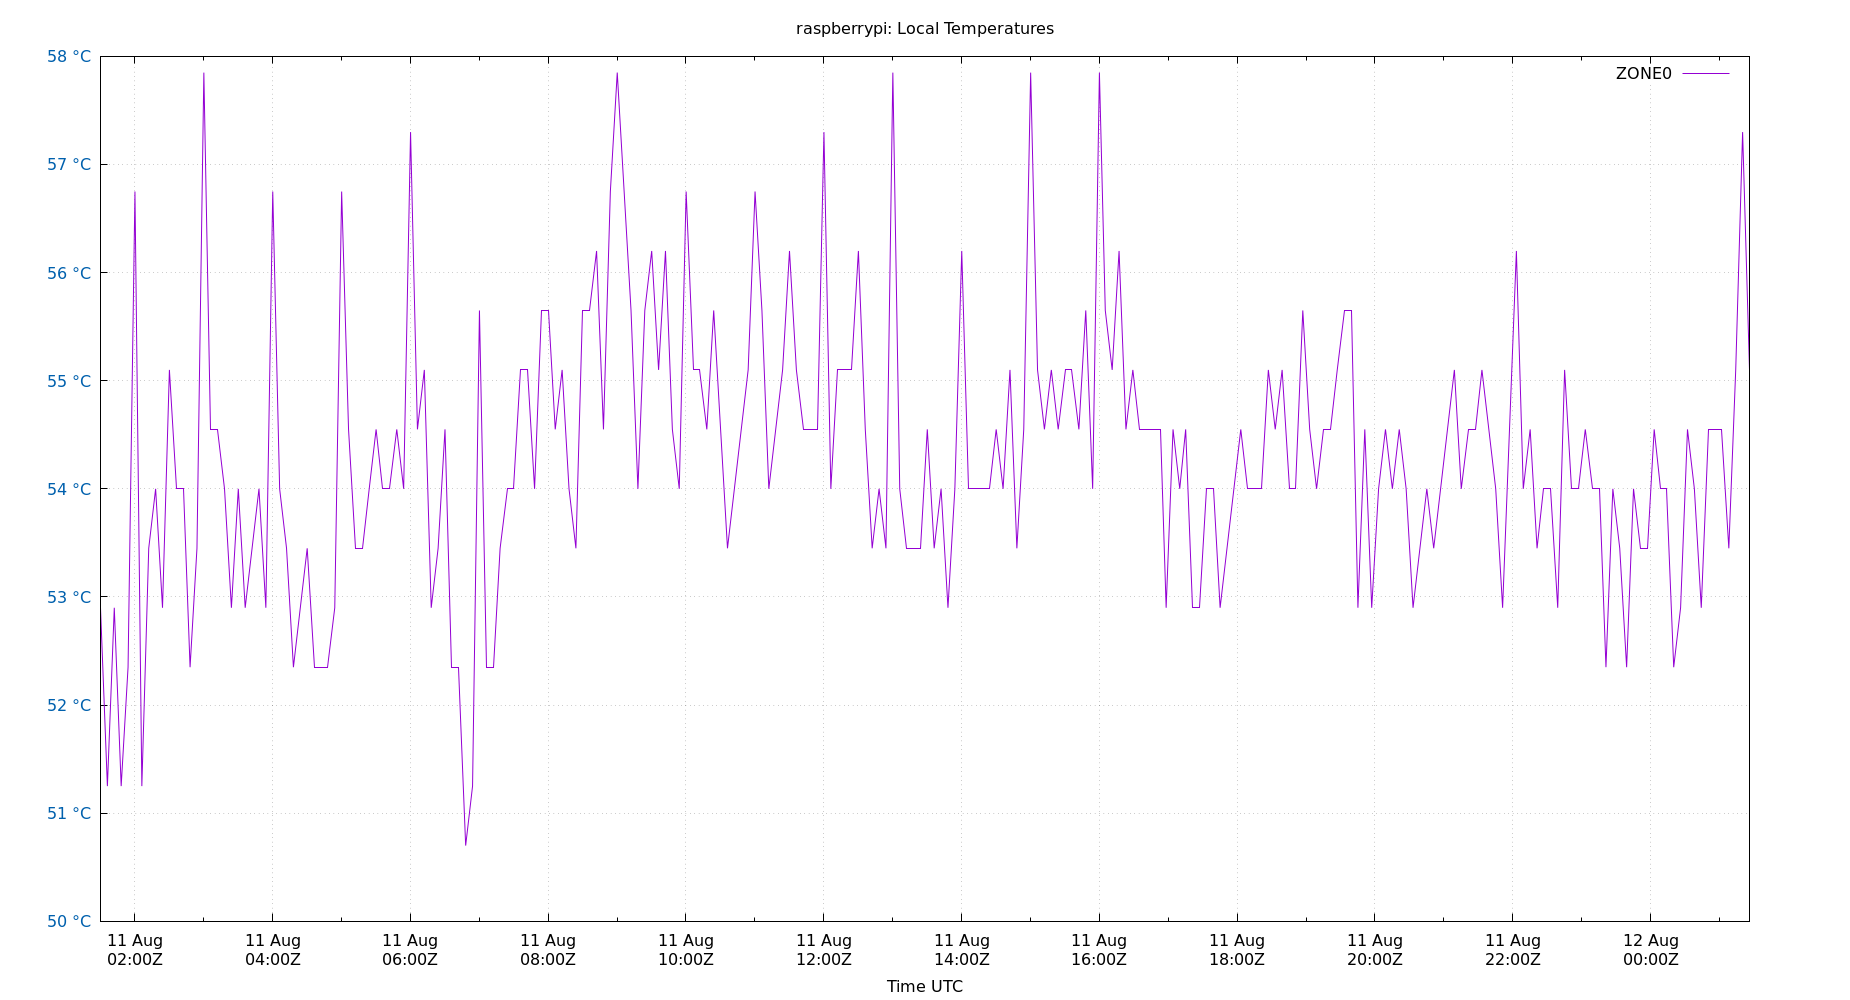 raspberrypi: Local Temperatures
58 °C
ZONE0
57 °C
56 °C
55 °C
54 °C
53 °C
52 °C
51 °C
50 °C
11 Aug 11 Aug 11 Aug 11 Aug 11 Aug 11 Aug 11 Aug 11 Aug 11 Aug 11 Aug 11 Aug 12 Aug
02:00Z 04:00Z 06:00Z 08:00Z 10:00Z 12:00Z 14:00Z 16:00Z 18:00Z 20:00Z 22:00Z 00:00Z
Time UTC